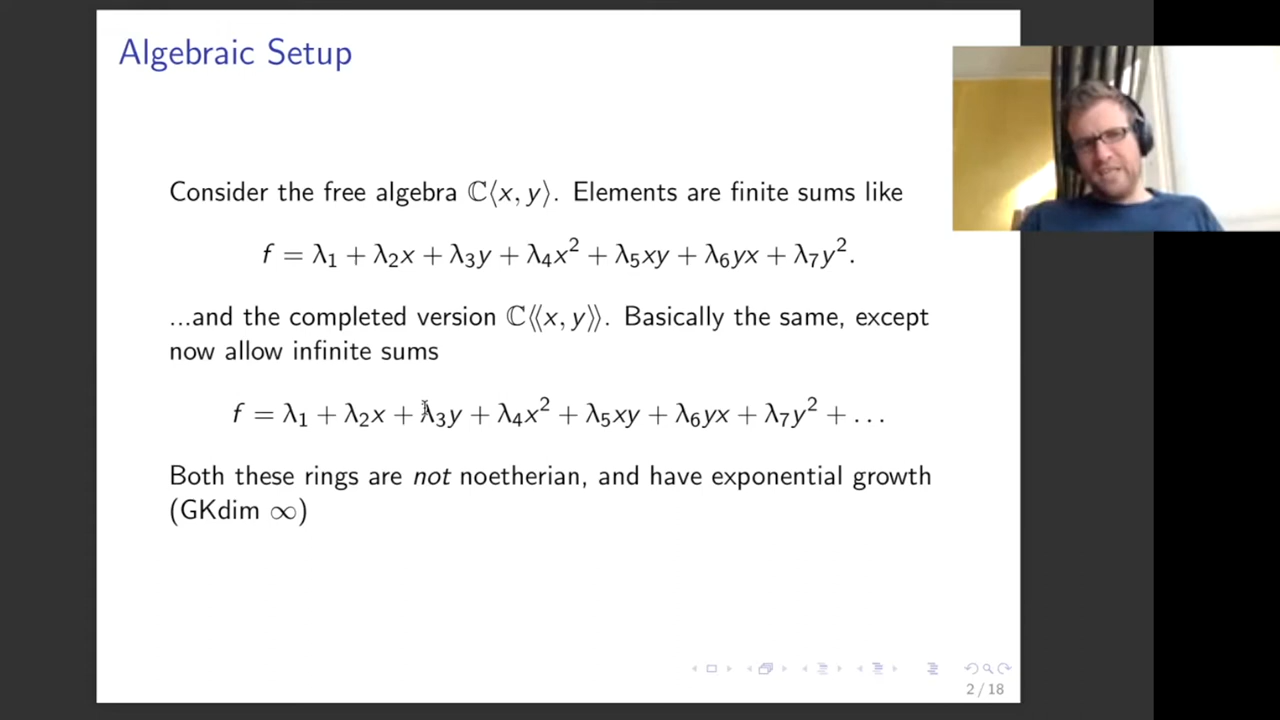 Algebraic Setup
Consider the free algebra ℂ⟨x, y⟩. Elements are finite sums like
f = λ₁ + λ₂x + λ₃y + λ₄x² + λ₅xy + λ₆yx + λ₇y².
...and the completed version ℂ⟨⟨x, y⟩⟩. Basically the same, except
now allow infinite sums
f = λ₁ + λ₂x + λ₃y + λ₄x² + λ₅xy + λ₆yx + λ₇y² + ...
Both these rings are not noetherian, and have exponential growth
(GKdim ∞)
2 / 18